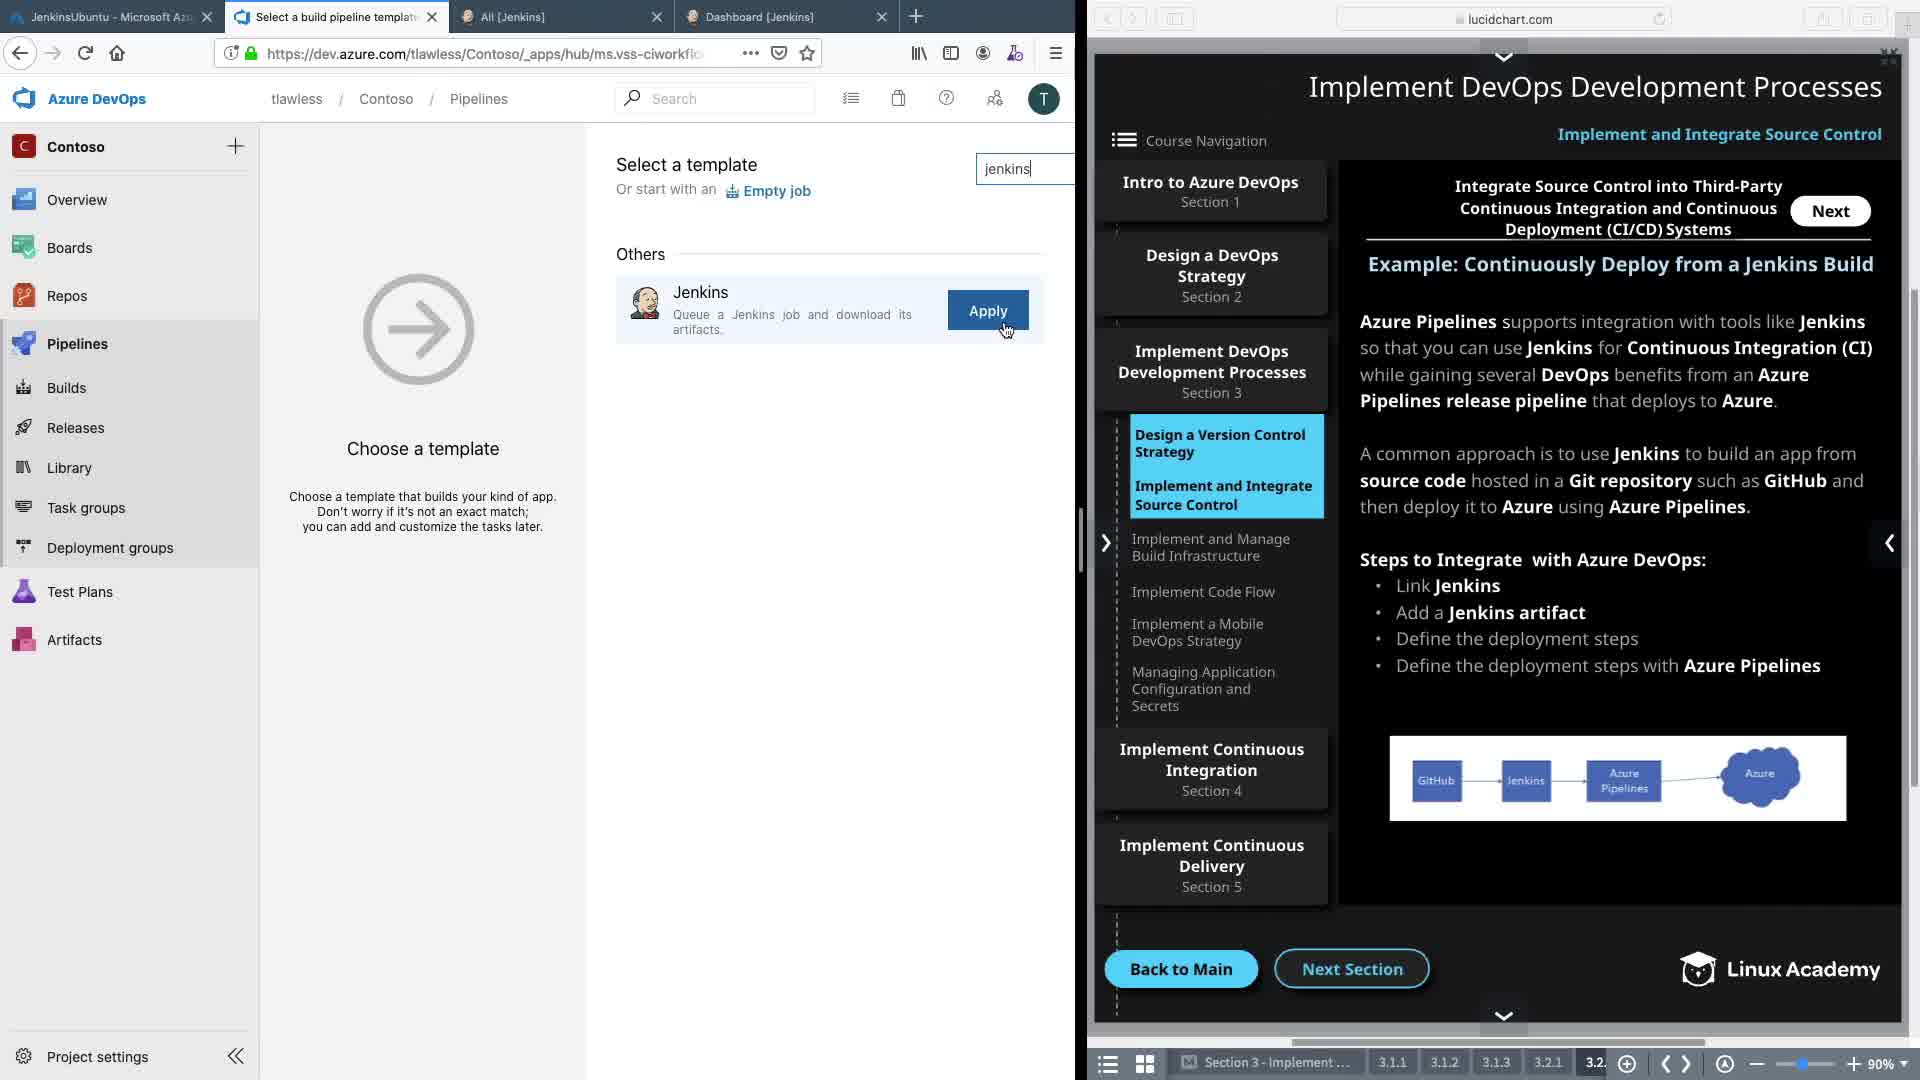 JenkinsUbuntu - Microsoft Azu
Select a build pipeline template
All [Jenkins]
Dashboard [Jenkins]
https://dev.azure.com/tlawless/Contoso/_apps/hub/ms.vss-ciworkflo
Azure DevOps
tlawless / Contoso / Pipelines
Search
T
C
Contoso
Overview
Boards
Repos
Pipelines
Builds
Releases
Library
Task groups
Deployment groups
Test Plans
Artifacts
Project settings
Choose a template
Choose a template that builds your kind of app.
Don't worry if it's not an exact match;
you can add and customize the tasks later.
Select a template
Or start with an Empty job
jenkins
Others
Jenkins
Queue a Jenkins job and download its
artifacts.
Apply
lucidchart.com
Implement DevOps Development Processes
Implement and Integrate Source Control
Course Navigation
Intro to Azure DevOps
Section 1
Design a DevOps
Strategy
Section 2
Implement DevOps
Development Processes
Section 3
Design a Version Control
Strategy
Implement and Integrate
Source Control
Implement and Manage
Build Infrastructure
Implement Code Flow
Implement a Mobile
DevOps Strategy
Managing Application
Configuration and
Secrets
Implement Continuous
Integration
Section 4
Implement Continuous
Delivery
Section 5
Integrate Source Control into Third-Party
Continuous Integration and Continuous
Deployment (CI/CD) Systems
Next
Example: Continuously Deploy from a Jenkins Build
Azure Pipelines supports integration with tools like Jenkins
so that you can use Jenkins for Continuous Integration (CI)
while gaining several DevOps benefits from an Azure
Pipelines release pipeline that deploys to Azure.
A common approach is to use Jenkins to build an app from
source code hosted in a Git repository such as GitHub and
then deploy it to Azure using Azure Pipelines.
Steps to Integrate with Azure DevOps:
• Link Jenkins
• Add a Jenkins artifact
• Define the deployment steps
• Define the deployment steps with Azure Pipelines
GitHub
Jenkins
Azure
Pipelines
Azure
Back to Main
Next Section
Linux Academy
Section 3 - Implement ...
3.1.1
3.1.2
3.1.3
3.2.1
3.2.
90%